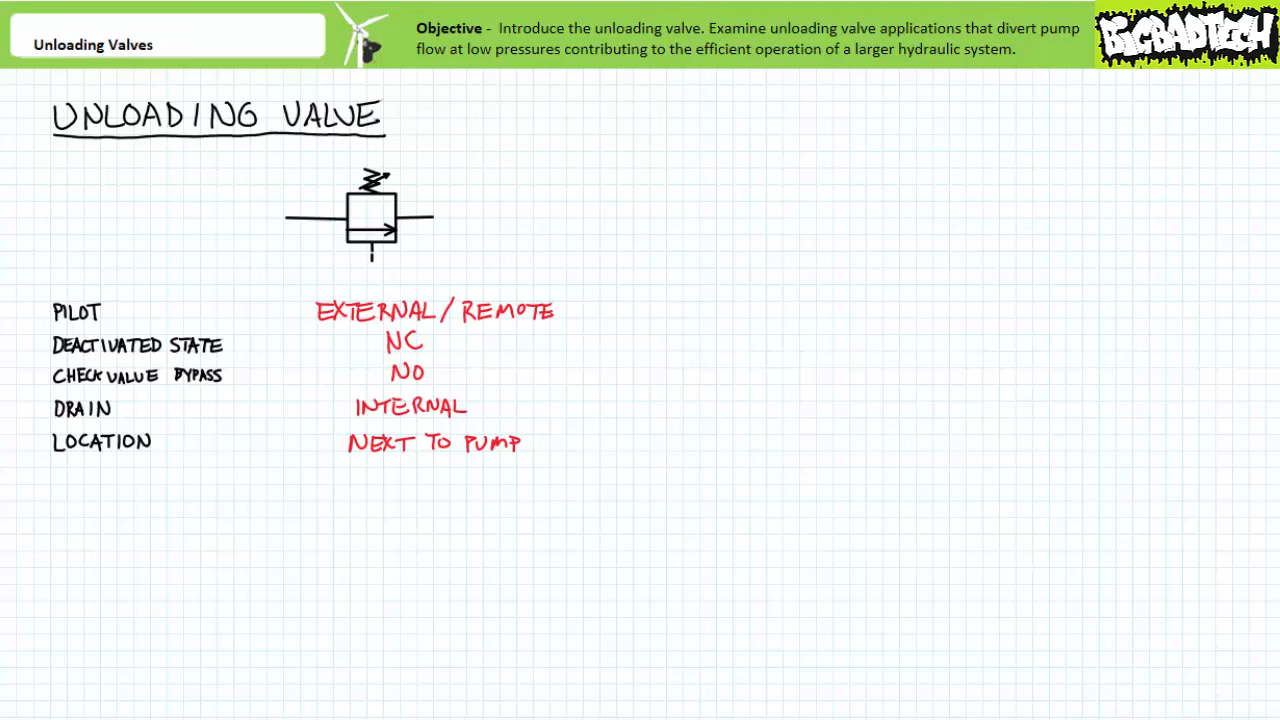 Unloading Valves
Objective - Introduce the unloading valve. Examine unloading valve applications that divert pump
flow at low pressures contributing to the efficient operation of a larger hydraulic system.
BIGBADTECH
UNLOADING VALVE
PILOT EXTERNAL/REMOTE
DEACTIVATED STATE NC
CHECK VALVE BYPASS NO
DRAIN INTERNAL
LOCATION NEXT TO PUMP